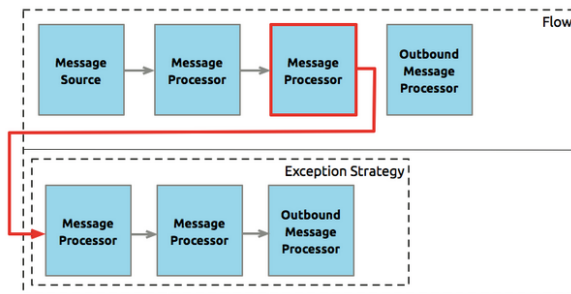 Flow
Message
Source
Message
Processor
Message
Processor
Outbound
Message
Processor
Exception Strategy
Message
Processor
Message
Processor
Outbound
Message
Processor